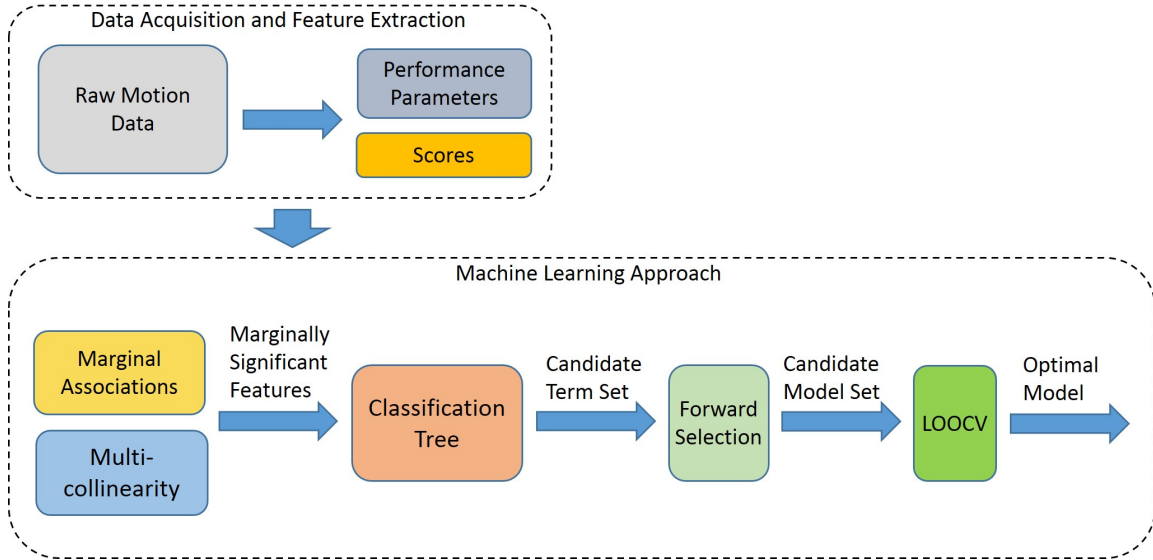 Data Acquisition and Feature Extraction
Raw Motion
Data
Performance
Parameters
Scores
Machine Learning Approach
Marginal
Associations
Multi-
collinearity
Marginally
Significant
Features
Classification
Tree
Candidate
Term Set
Forward
Selection
Candidate
Model Set
LOOCV
Optimal
Model